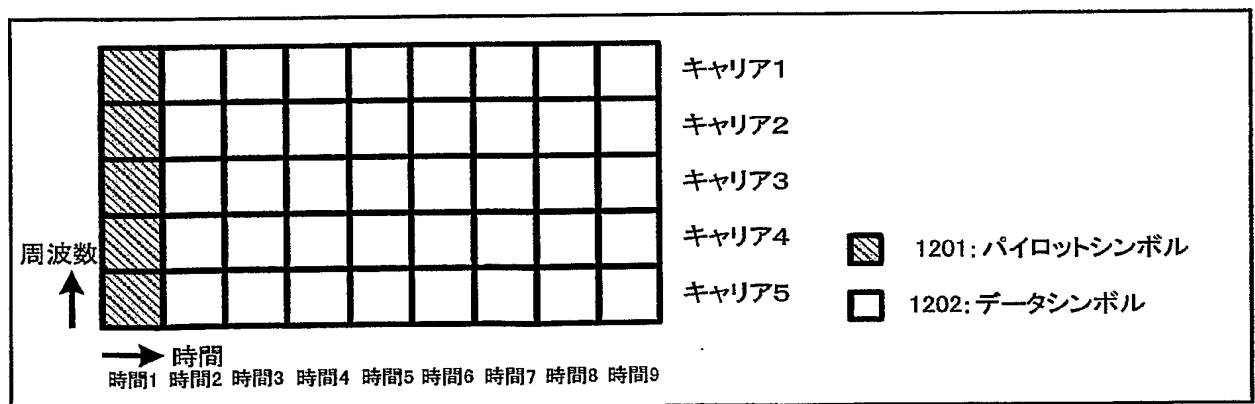 キャリア1
キャリア2
キャリア3
キャリア4
キャリア5
周波数
1201:パイロットシンボル
1202:データシンボル
時間
時間1 時間2 時間3 時間4 時間5 時間6 時間7 時間8 時間9